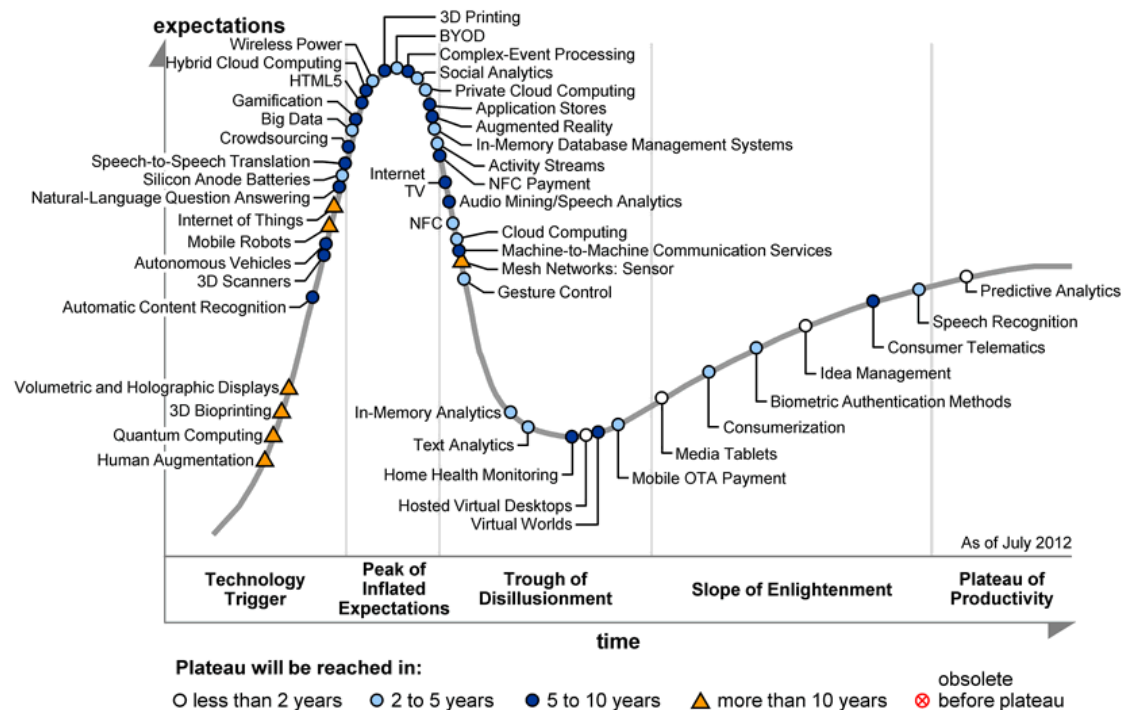 expectations
3D Printing
BYOD
Wireless Power
Complex-Event Processing
Hybrid Cloud Computing
Social Analytics
HTML5
Private Cloud Computing
Gamification
Application Stores
Big Data
Augmented Reality
Crowdsourcing
In-Memory Database Management Systems
Speech-to-Speech Translation
Activity Streams
Silicon Anode Batteries
NFC Payment
Internet
TV
Natural-Language Question Answering
Audio Mining/Speech Analytics
Internet of Things
NFC
Mobile Robots
Cloud Computing
Autonomous Vehicles
Machine-to-Machine Communication Services
3D Scanners
Mesh Networks: Sensor
Automatic Content Recognition
Gesture Control
Predictive Analytics
Speech Recognition
Consumer Telematics
Idea Management
Volumetric and Holographic Displays
Biometric Authentication Methods
3D Bioprinting
In-Memory Analytics
Consumerization
Quantum Computing
Text Analytics
Media Tablets
Human Augmentation
Home Health Monitoring
Mobile OTA Payment
Hosted Virtual Desktops
Virtual Worlds
As of July 2012
Technology
Trigger
Peak of
Inflated
Expectations
Trough of
Disillusionment
Slope of Enlightenment
Plateau of
Productivity
time
Plateau will be reached in:
less than 2 years
2 to 5 years
5 to 10 years
more than 10 years
obsolete
before plateau